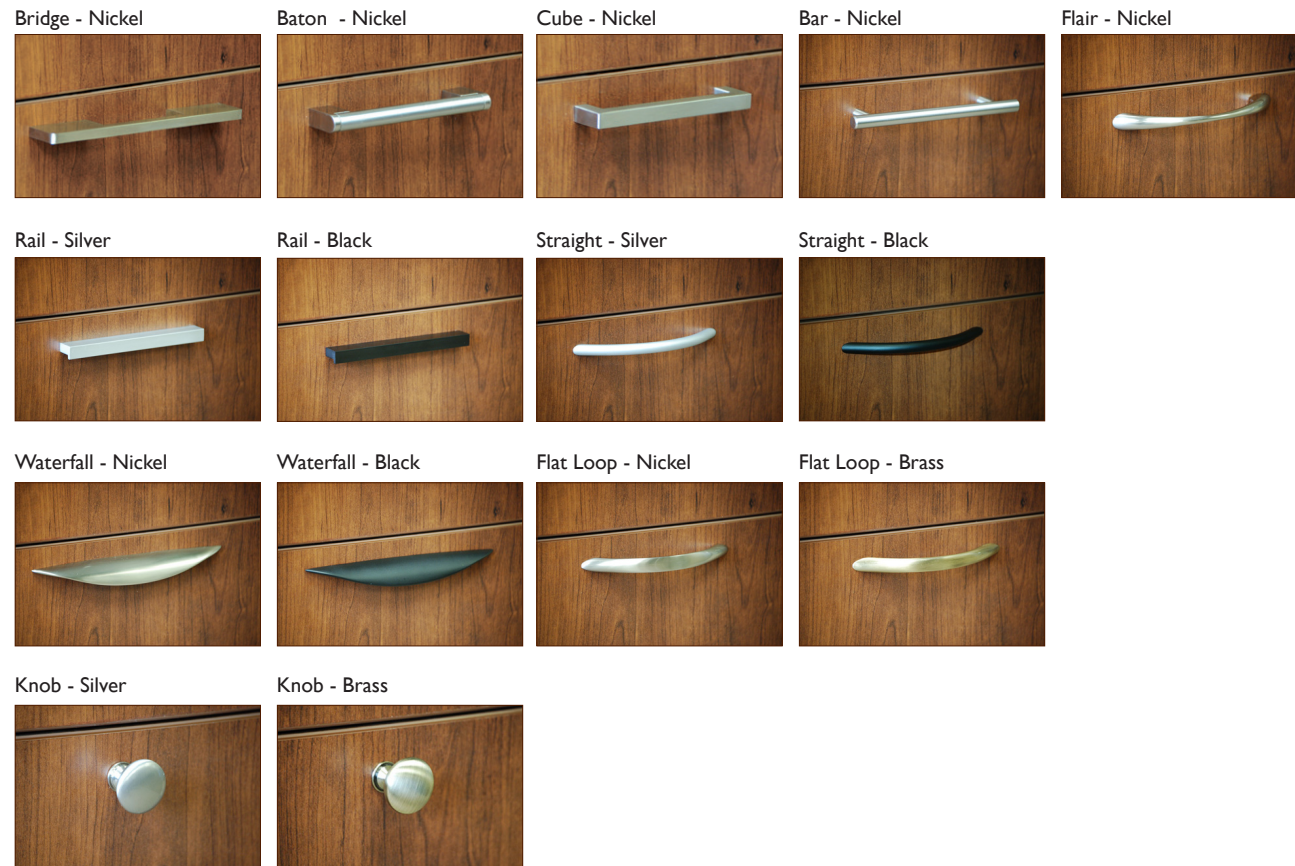 Bridge - Nickel
Baton  - Nickel
Cube - Nickel
Bar - Nickel
Flair - Nickel
Rail - Silver
Rail - Black
Straight - Silver
Straight - Black
Waterfall - Nickel
Waterfall - Black
Flat Loop - Nickel
Flat Loop - Brass
Knob - Silver
Knob - Brass